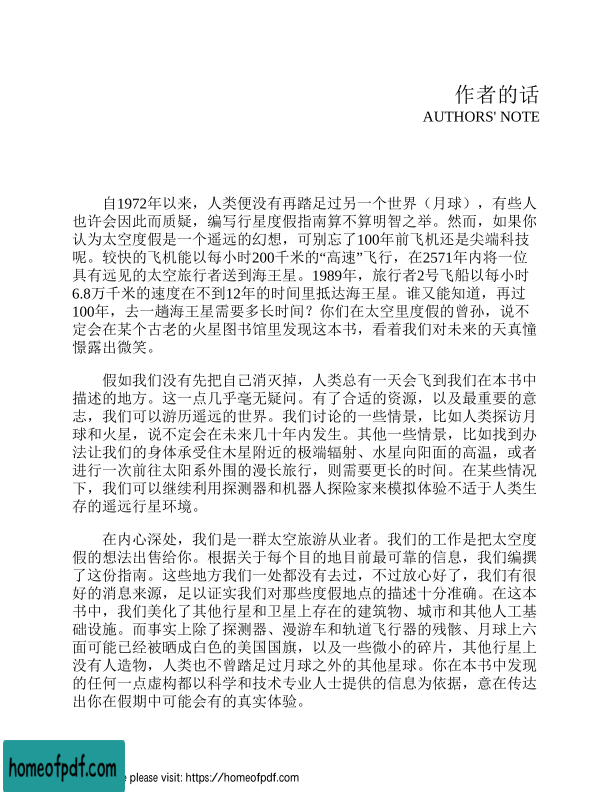 作者的话
AUTHORS' NOTE
自1972年以来，人类便没有再踏足过另一个世界（月球），有些人
也许会因此而质疑，编写行星度假指南算不算明智之举。然而，如果你
认为太空度假是一个遥远的幻想，可别忘了100年前飞机还是尖端科技
呢。较快的飞机能以每小时200千米的“高速”飞行，在2571年内将一位
具有远见的太空旅行者送到海王星。1989年，旅行者2号飞船以每小时
6.8万千米的速度在不到12年的时间里抵达海王星。谁又能知道，再过
100年，去一趟海王星需要多长时间？你们在太空里度假的曾孙，说不
定会在某个古老的火星图书馆里发现这本书，看着我们对未来的天真憧
憬露出微笑。
假如我们没有先把自己消灭掉，人类总有一天会飞到我们在本书中
描述的地方。这一点几乎毫无疑问。有了合适的资源，以及最重要的意
志，我们可以游历遥远的世界。我们讨论的一些情景，比如人类探访月
球和火星，说不定会在未来几十年内发生。其他一些情景，比如找到办
法让我们的身体承受住木星附近的极端辐射、水星向阳面的高温，或者
进行一次前往太阳系外围的漫长旅行，则需要更长的时间。在某些情况
下，我们可以继续利用探测器和机器人探险家来模拟体验不适于人类生
存的遥远行星环境。
在内心深处，我们是一群太空旅游从业者。我们的工作是把太空度
假的想法出售给你。根据关于每个目的地目前最可靠的信息，我们编撰
了这份指南。这些地方我们一处都没有去过，不过放心好了，我们有很
好的消息来源，足以证实我们对那些度假地点的描述十分准确。在这本
书中，我们美化了其他行星和卫星上存在的建筑物、城市和其他人工基
础设施。而事实上除了探测器、漫游车和轨道飞行器的残骸、月球上六
面可能已经被晒成白色的美国国旗，以及一些微小的碎片，其他行星上
没有人造物，人类也不曾踏足过月球之外的其他星球。你在本书中发现
的任何一点虚构都以科学和技术专业人士提供的信息为依据，意在传达
出你在假期中可能会有的真实体验。
homeofpdf.com
please visit: https://homeofpdf.com